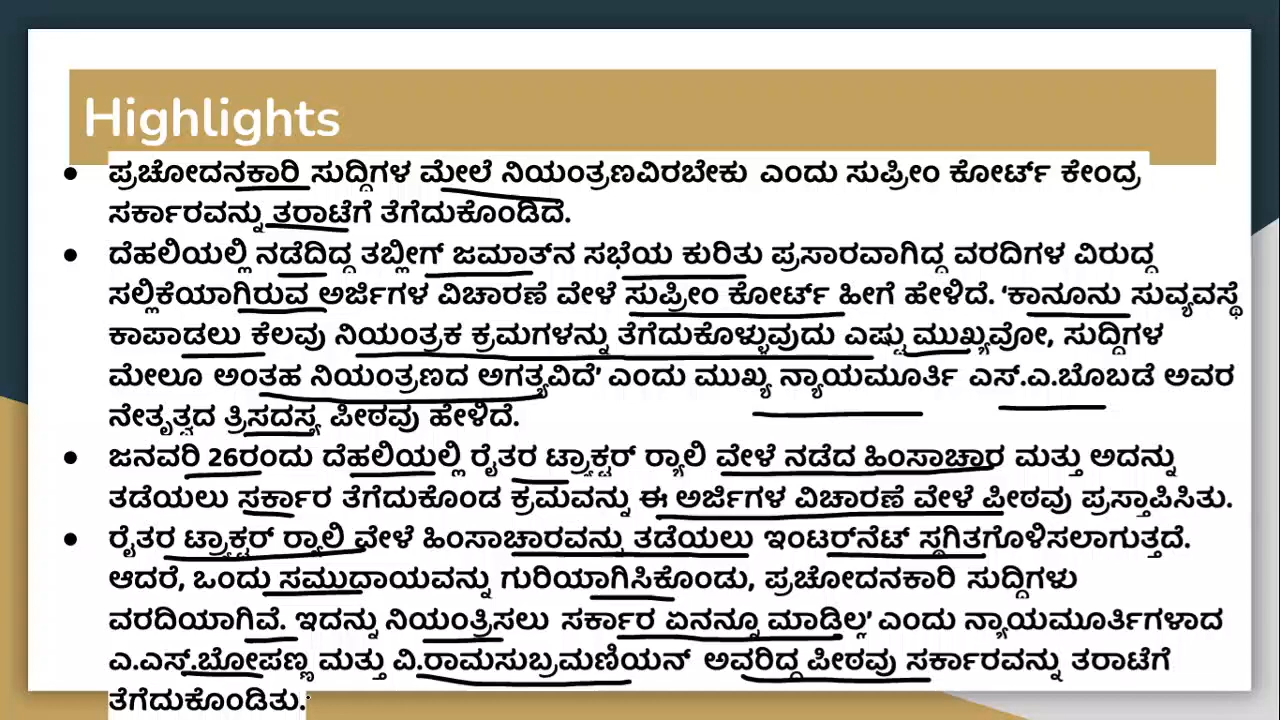 Highlights
ಪ್ರಚೋದನಕಾರಿ ಸುದ್ದಿಗಳ ಮೇಲೆ ನಿಯಂತ್ರಣವಿರಬೇಕು ಎಂದು ಸುಪ್ರೀಂ ಕೋರ್ಟ್ ಕೇಂದ್ರ
ಸರ್ಕಾರವನ್ನು ತರಾಟೆಗೆ ತೆಗೆದುಕೊಂಡಿದೆ.
ದೆಹಲಿಯಲ್ಲಿ ನಡೆದಿದ್ದ ತಬ್ಲೀಗ್ ಜಮಾತ್‌ನ ಸಭೆಯ ಕುರಿತು ಪ್ರಸಾರವಾಗಿದ್ದ ವರದಿಗಳ ವಿರುದ್ಧ
ಸಲ್ಲಿಕೆಯಾಗಿರುವ ಅರ್ಜಿಗಳ ವಿಚಾರಣೆ ವೇಳೆ ಸುಪ್ರೀಂ ಕೋರ್ಟ್ ಹೀಗೆ ಹೇಳಿದೆ. ‘ಕಾನೂನು ಸುವ್ಯವಸ್ಥೆ
ಕಾಪಾಡಲು ಕೆಲವು ನಿಯಂತ್ರಕ ಕ್ರಮಗಳನ್ನು ತೆಗೆದುಕೊಳ್ಳುವುದು ಎಷ್ಟು ಮುಖ್ಯವೋ, ಸುದ್ದಿಗಳ
ಮೇಲೂ ಅಂತಹ ನಿಯಂತ್ರಣದ ಅಗತ್ಯವಿದೆ’ ಎಂದು ಮುಖ್ಯ ನ್ಯಾಯಮೂರ್ತಿ ಎಸ್.ಎ.ಬೊಬಡೆ ಅವರ
ನೇತೃತ್ವದ ತ್ರಿಸದಸ್ಯ ಪೀಠವು ಹೇಳಿದೆ.
ಜನವರಿ 26ರಂದು ದೆಹಲಿಯಲ್ಲಿ ರೈತರ ಟ್ರ್ಯಾಕ್ಟರ್ ರ‍್ಯಾಲಿ ವೇಳೆ ನಡೆದ ಹಿಂಸಾಚಾರ ಮತ್ತು ಅದನ್ನು
ತಡೆಯಲು ಸರ್ಕಾರ ತೆಗೆದುಕೊಂಡ ಕ್ರಮವನ್ನು ಈ ಅರ್ಜಿಗಳ ವಿಚಾರಣೆ ವೇಳೆ ಪೀಠವು ಪ್ರಸ್ತಾಪಿಸಿತು.
ರೈತರ ಟ್ರ್ಯಾಕ್ಟರ್ ರ‍್ಯಾಲಿ ವೇಳೆ ಹಿಂಸಾಚಾರವನ್ನು ತಡೆಯಲು ಇಂಟರ್‌ನೆಟ್ ಸ್ಥಗಿತಗೊಳಿಸಲಾಗುತ್ತದೆ.
ಆದರೆ, ಒಂದು ಸಮುದಾಯವನ್ನು ಗುರಿಯಾಗಿಸಿಕೊಂಡು, ಪ್ರಚೋದನಕಾರಿ ಸುದ್ದಿಗಳು
ವರದಿಯಾಗಿವೆ. ಇದನ್ನು ನಿಯಂತ್ರಿಸಲು ಸರ್ಕಾರ ಏನನ್ನೂ ಮಾಡಿಲ್ಲ’ ಎಂದು ನ್ಯಾಯಮೂರ್ತಿಗಳಾದ
ಎ.ಎಸ್.ಬೋಪಣ್ಣ ಮತ್ತು ವಿ.ರಾಮಸುಬ್ರಮಣಿಯನ್ ಅವರಿದ್ದ ಪೀಠವು ಸರ್ಕಾರವನ್ನು ತರಾಟೆಗೆ
ತೆಗೆದುಕೊಂಡಿತು.